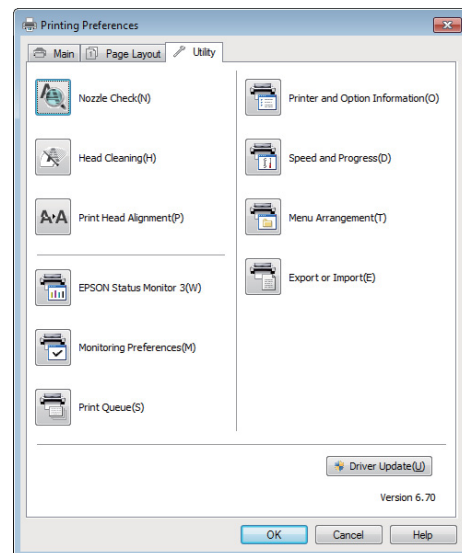 Printing Preferences
Main
Page Layout
Utility
Nozzle Check(N)
Head Cleaning(H)
Print Head Alignment(P)
EPSON Status Monitor 3(W)
Monitoring Preferences(M)
Print Queue(S)
Printer and Option Information(O)
Speed and Progress(D)
Menu Arrangement(T)
Export or Import(E)
Driver Update(U)
Version 6.70
OK
Cancel
Help